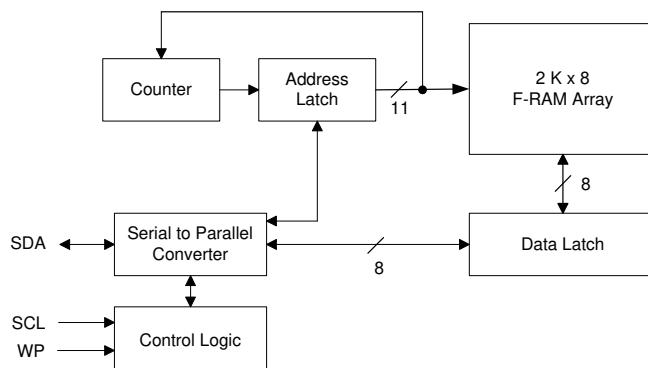 Counter
Address
Latch
11
2 K x 8
F-RAM Array
8
SDA
Serial to Parallel
Converter
8
Data Latch
SCL
WP
Control Logic